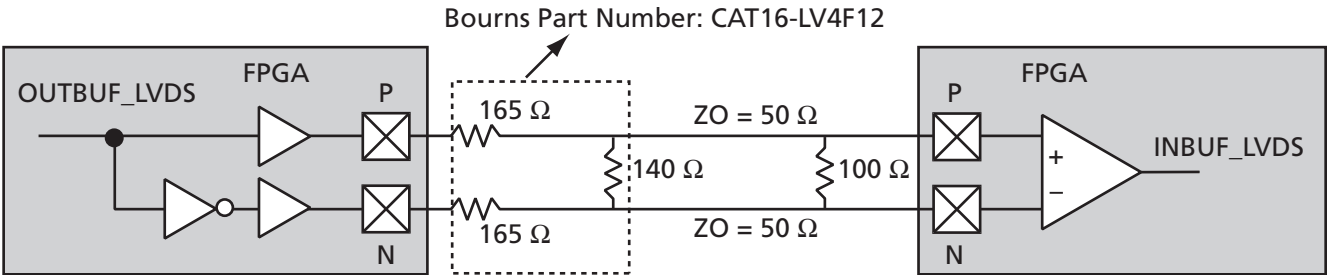 Bourns Part Number: CAT16-LV4F12
OUTBUF_LVDS
FPGA
P
165 Ω
ZO = 50 Ω
140 Ω
100 Ω
165 Ω
ZO = 50 Ω
N
FPGA
P
+
–
INBUF_LVDS
N